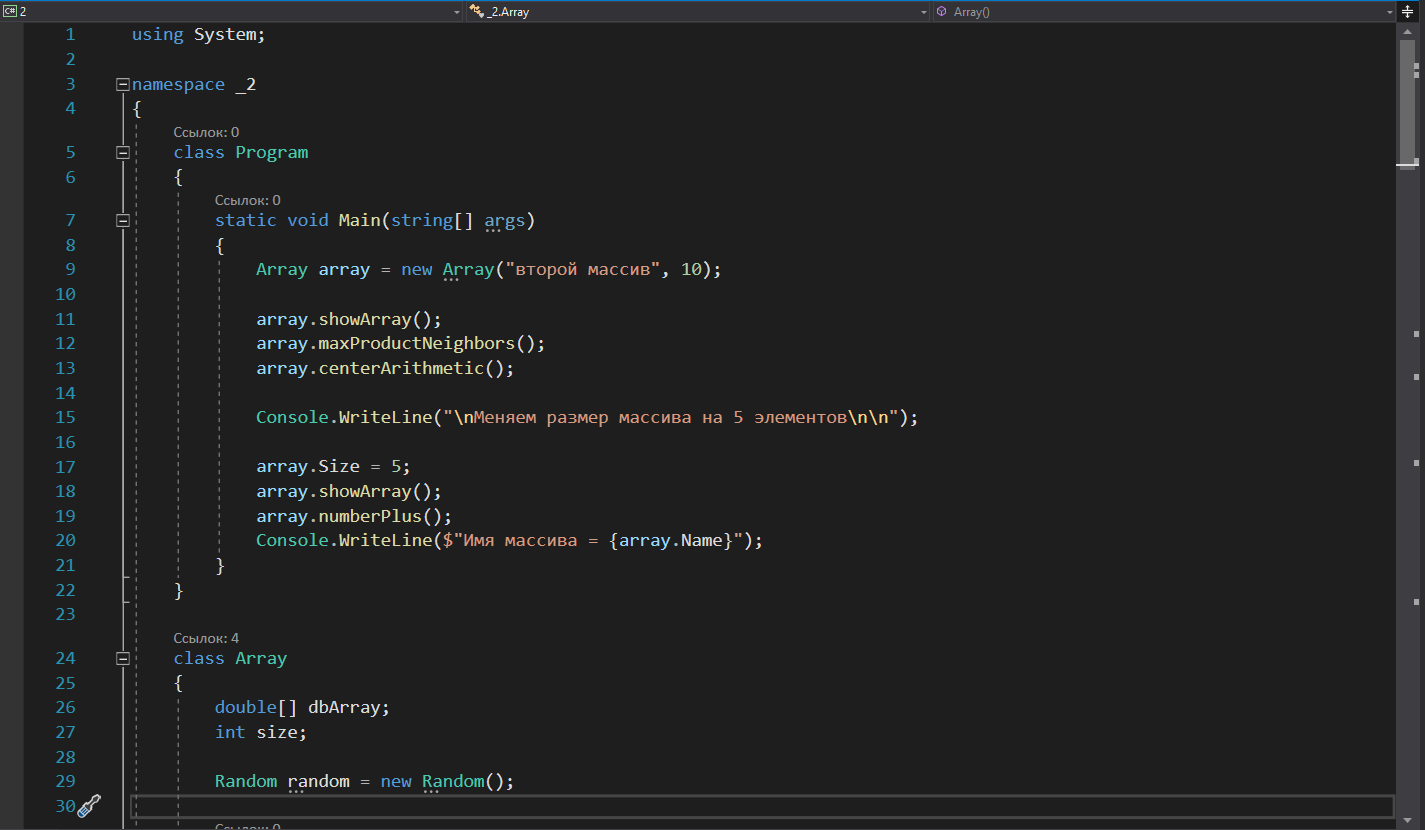 C# 2 _2.Array Array()
1 using System;
2
3 namespace _2
4 {
Ссылок: 0
5 class Program
6 {
Ссылок: 0
7 static void Main(string[] args)
8 {
9 Array array = new Array("второй массив", 10);
10
11 array.showArray();
12 array.maxProductNeighbors();
13 array.centerArithmetic();
14
15 Console.WriteLine("\nМеняем размер массива на 5 элементов\n\n");
16
17 array.Size = 5;
18 array.showArray();
19 array.numberPlus();
20 Console.WriteLine($"Имя массива = {array.Name}");
21 }
22 }
23
Ссылок: 4
24 class Array
25 {
26 double[] dbArray;
27 int size;
28
29 Random random = new Random();
30
Ссылок: 0